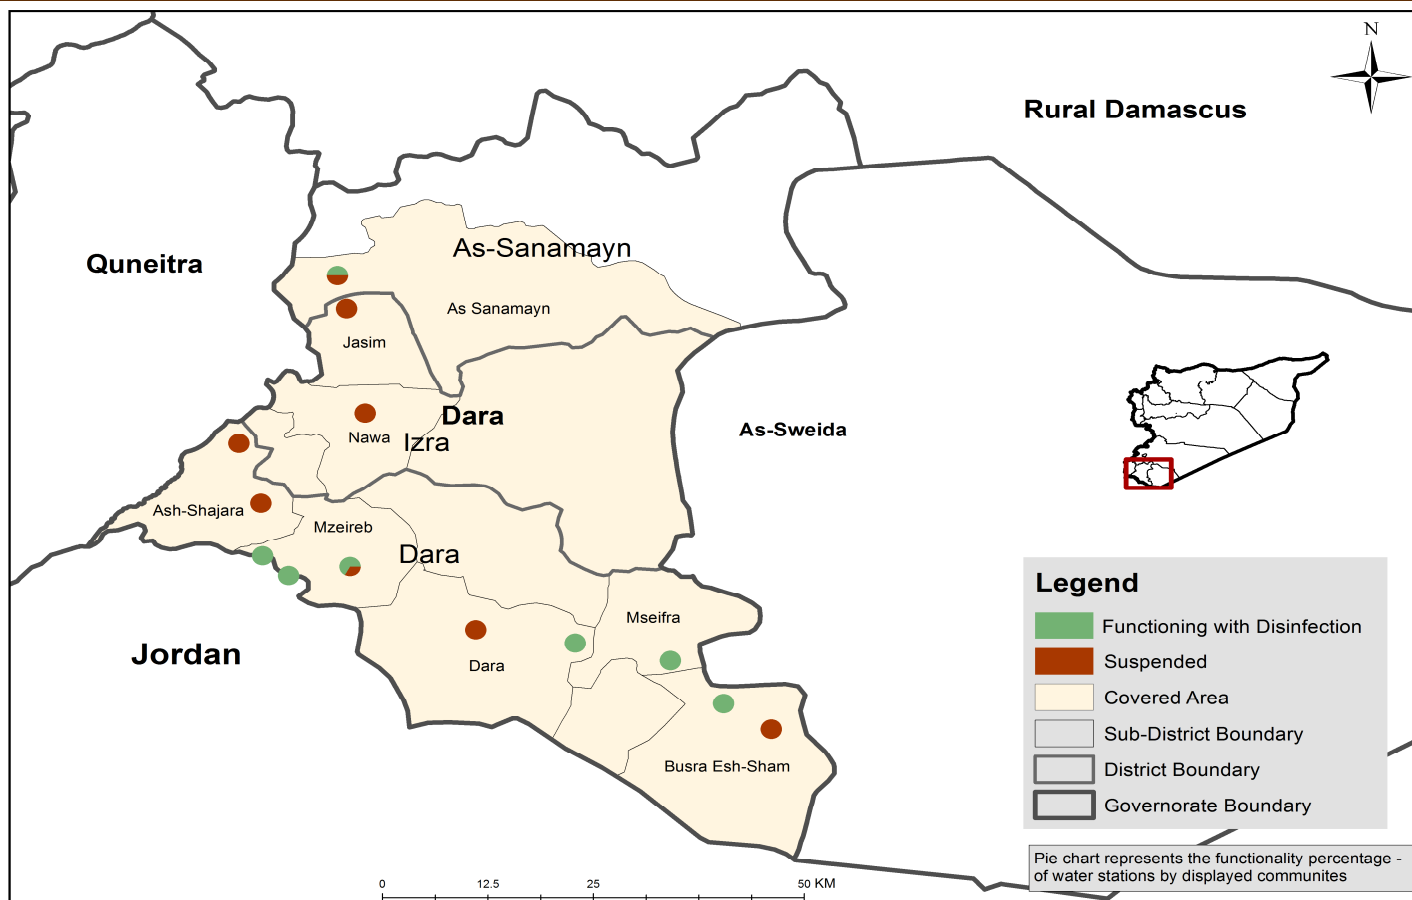 N
Rural Damascus
As-Sanamayn
Quneitra
As Sanamayn
Jasim
Dara
Nawa
Izra
As-Sweida
Ash-Shajara
Mzeireb
Dara
Mseifra
Jordan
Dara
Busra Esh-Sham
Legend
Functioning with Disinfection
Suspended
Covered Area
Sub-District Boundary
District Boundary
Governorate Boundary
Pie chart represents the functionality percentage -
of water stations by displayed communites
0 12.5 25 50 KM